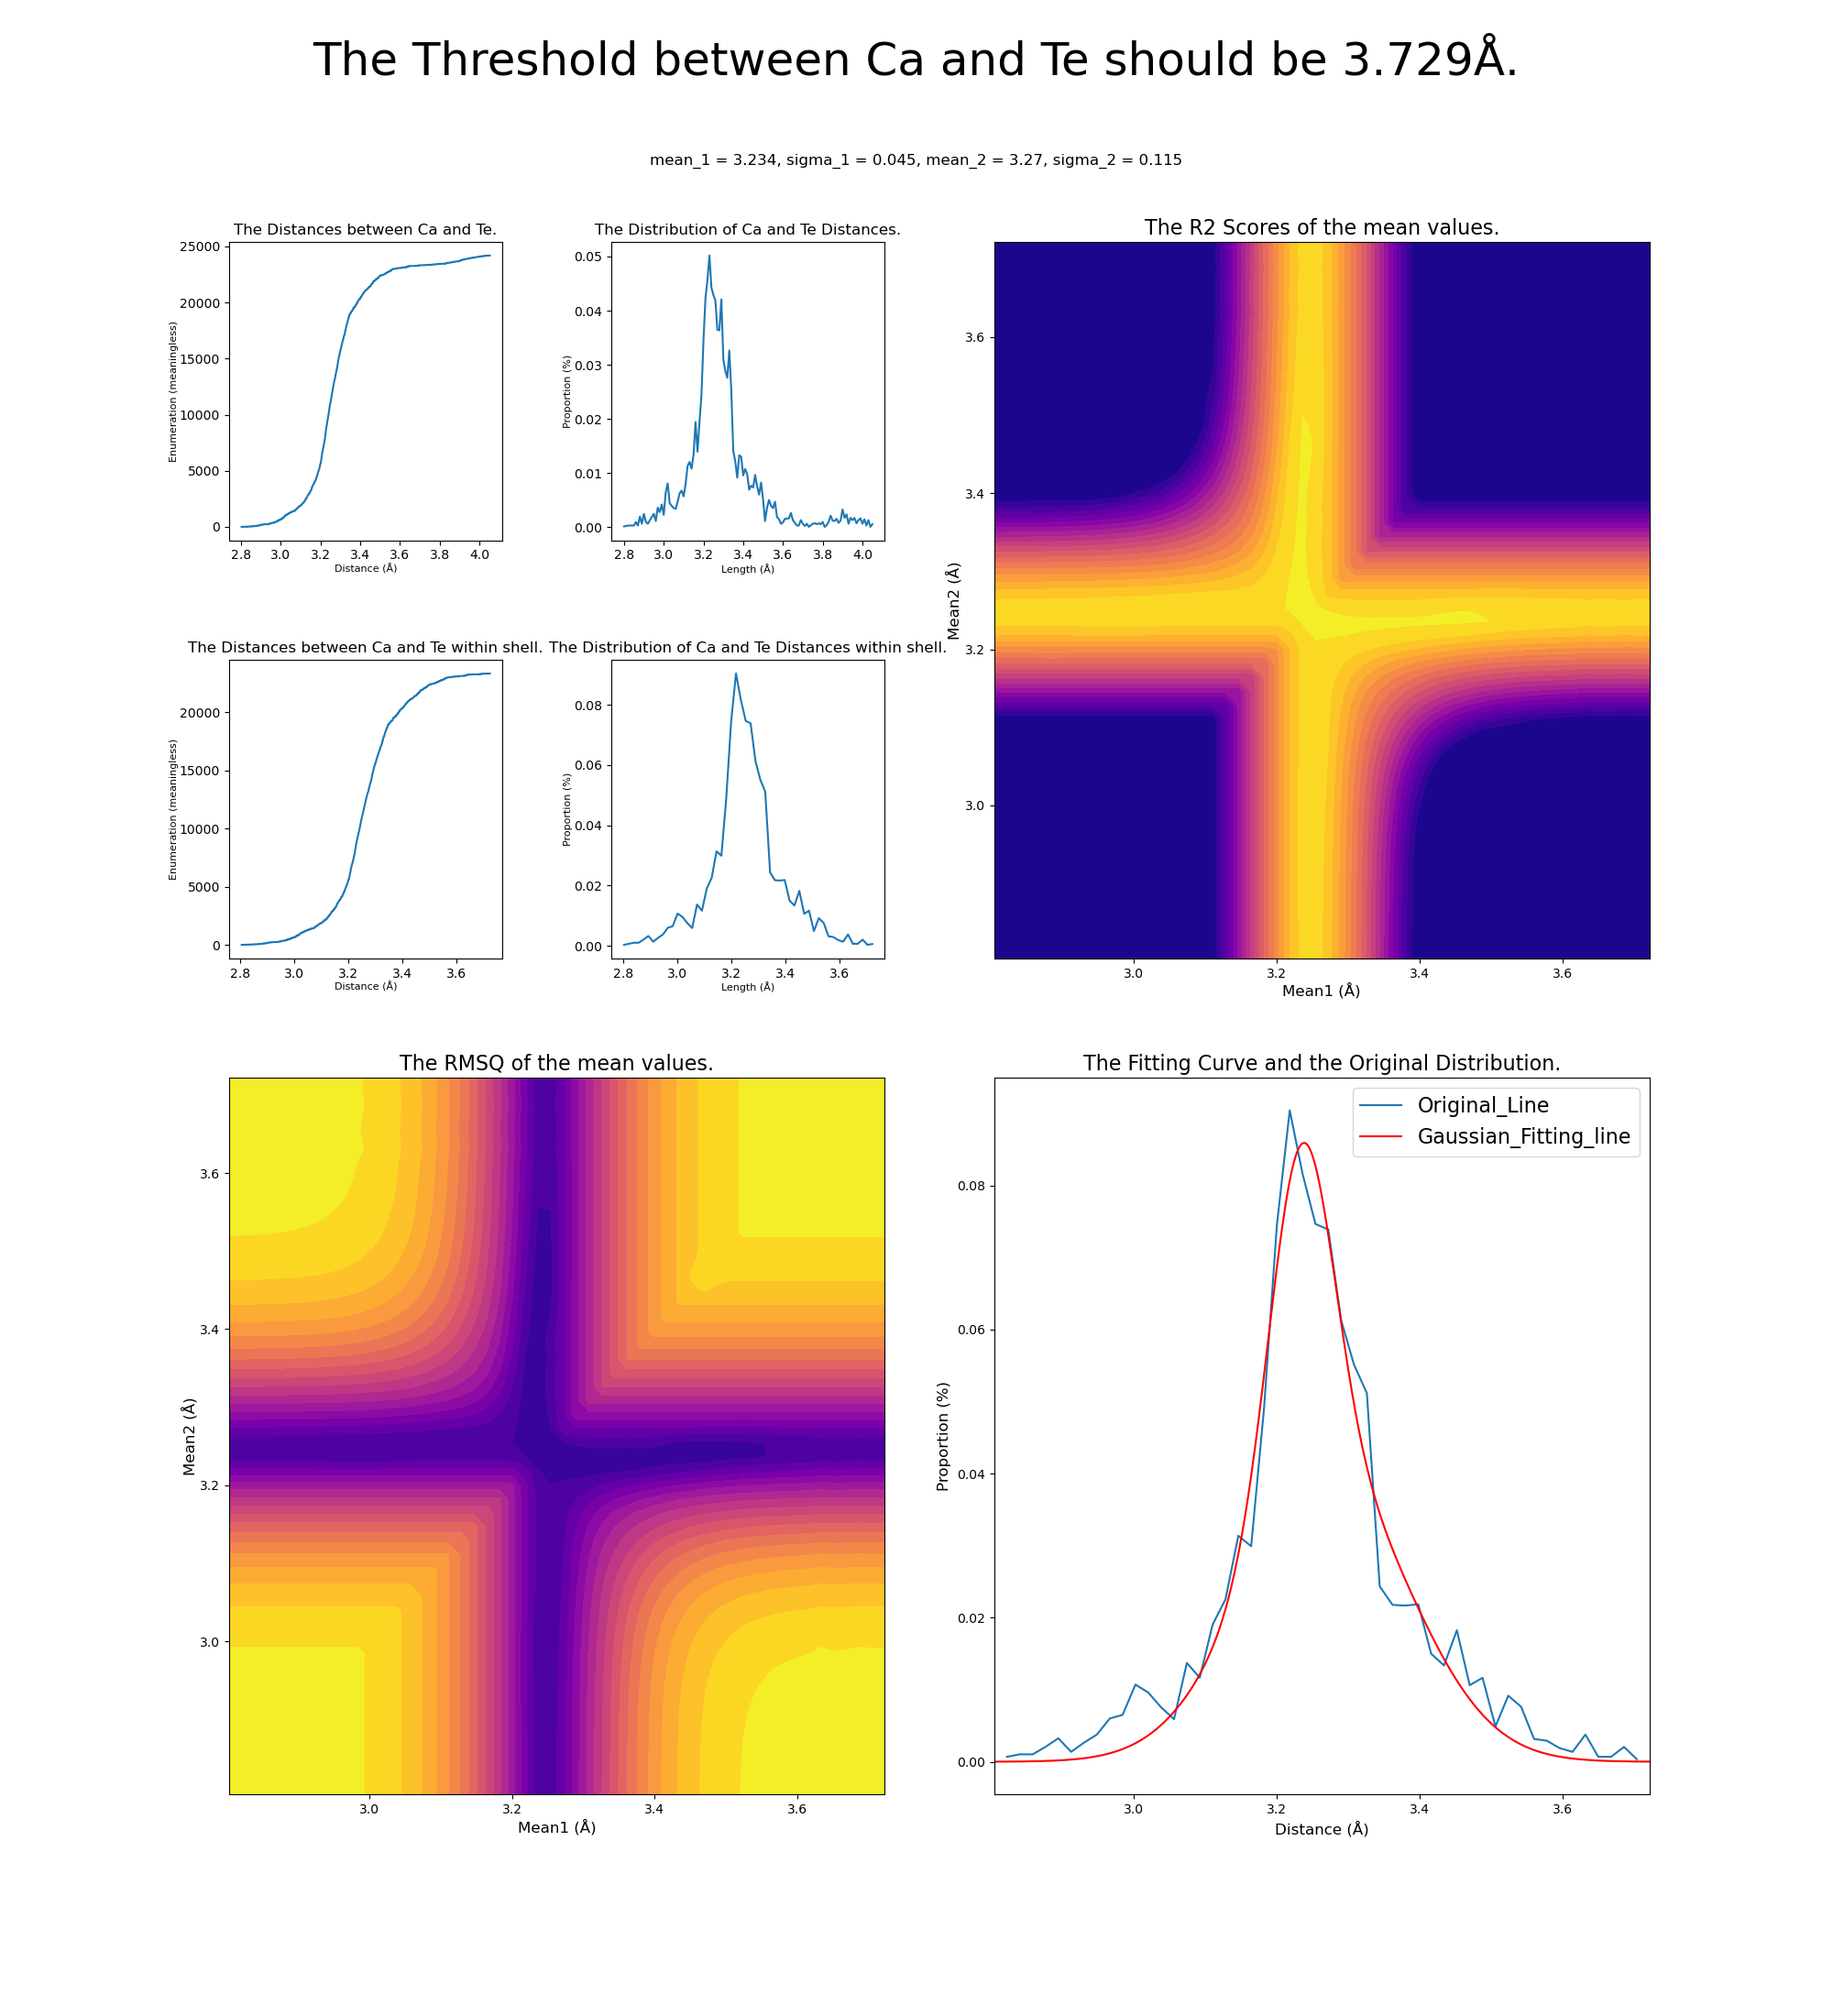 The Threshold between Ca and Te should be 3.729Å.
mean_1 = 3.234, sigma_1 = 0.045, mean_2 = 3.27, sigma_2 = 0.115
The Distances between Ca and Te.
25000
20000
15000
10000
5000
0
Enumeration (meaningless)
2.8 3.0 3.2 3.4 3.6 3.8 4.0
Distance (Å)
The Distribution of Ca and Te Distances.
0.05
0.04
0.03
0.02
0.01
0.00
Proportion (%)
2.8 3.0 3.2 3.4 3.6 3.8 4.0
Length (Å)
The R2 Scores of the mean values.
3.6
3.4
3.2
3.0
Mean2 (Å)
3.0 3.2 3.4 3.6
Mean1 (Å)
The Distances between Ca and Te within shell.
20000
15000
10000
5000
0
Enumeration (meaningless)
2.8 3.0 3.2 3.4 3.6
Distance (Å)
The Distribution of Ca and Te Distances within shell.
0.08
0.06
0.04
0.02
0.00
Proportion (%)
2.8 3.0 3.2 3.4 3.6
Length (Å)
The RMSQ of the mean values.
3.6
3.4
3.2
3.0
Mean2 (Å)
3.0 3.2 3.4 3.6
Mean1 (Å)
The Fitting Curve and the Original Distribution.
Original_Line
Gaussian_Fitting_line
0.08
0.06
0.04
0.02
0.00
Proportion (%)
3.0 3.2 3.4 3.6
Distance (Å)